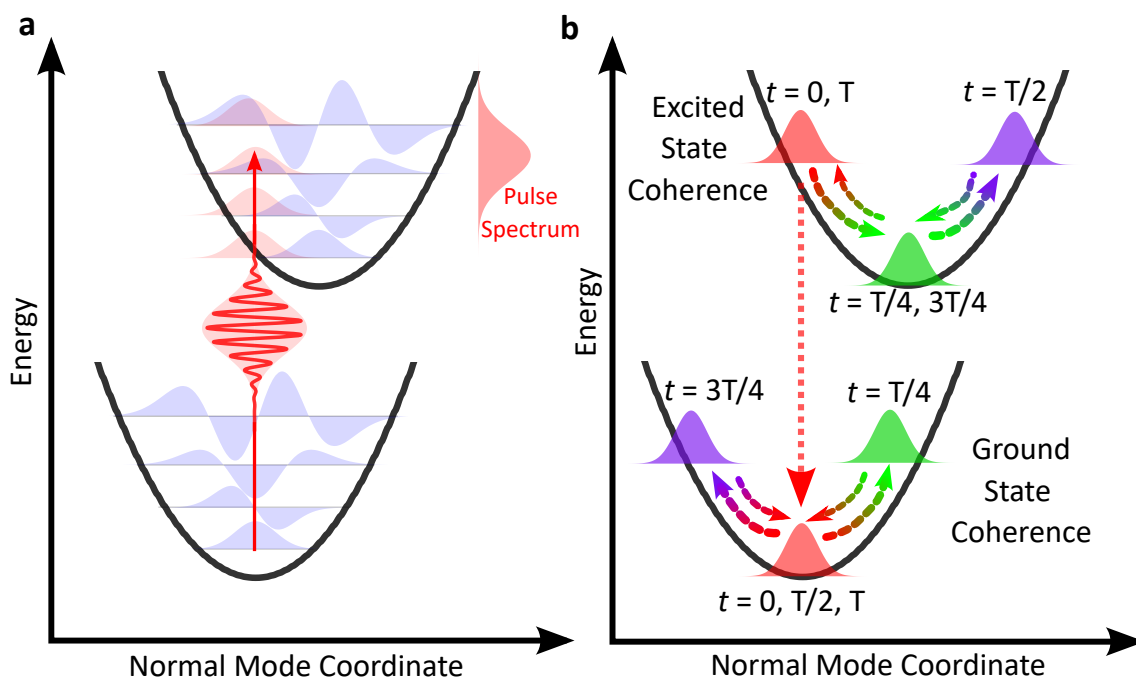 a
Energy
Pulse
Spectrum
Normal Mode Coordinate
b
Energy
Excited
State
Coherence
t = 0, T
t = T/2
t = T/4, 3T/4
t = 3T/4
t = T/4
Ground
State
Coherence
t = 0, T/2, T
Normal Mode Coordinate